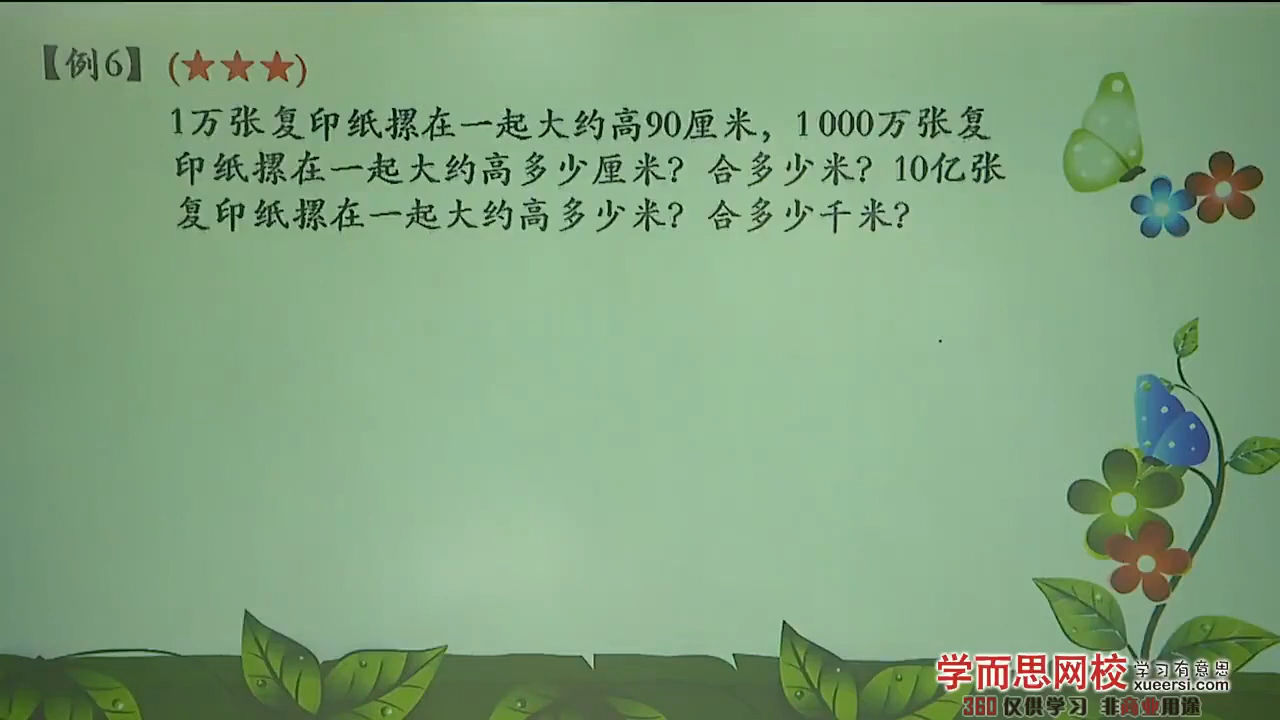 【例6】(★★★)
1万张复印纸摞在一起大约高90厘米，1000万张复
印纸摞在一起大约高多少厘米？合多少米？10亿张
复印纸摞在一起大约高多少米？合多少千米？
学而思网校 学习有意思
xueersi.com
360 仅供学习 非商业用途